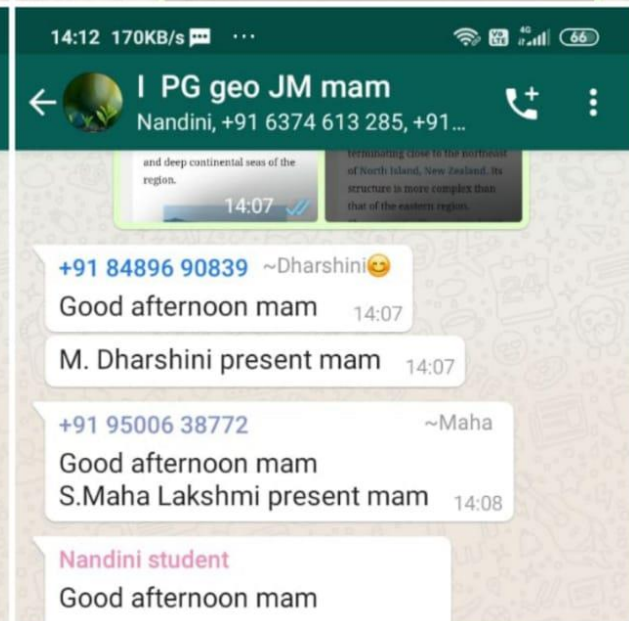 14:12 170KB/s ...
VO LTE 4G 66
I PG geo JM mam
Nandini, +91 6374 613 285, +91...
and deep continental seas of the
region.
14:07
terminating close to the northeast
of North Island, New Zealand. Its
structure is more complex than
that of the eastern region.
+91 84896 90839 ~Dharshini😊
Good afternoon mam 14:07
M. Dharshini present mam 14:07
+91 95006 38772 ~Maha
Good afternoon mam
S.Maha Lakshmi present mam 14:08
Nandini student
Good afternoon mam